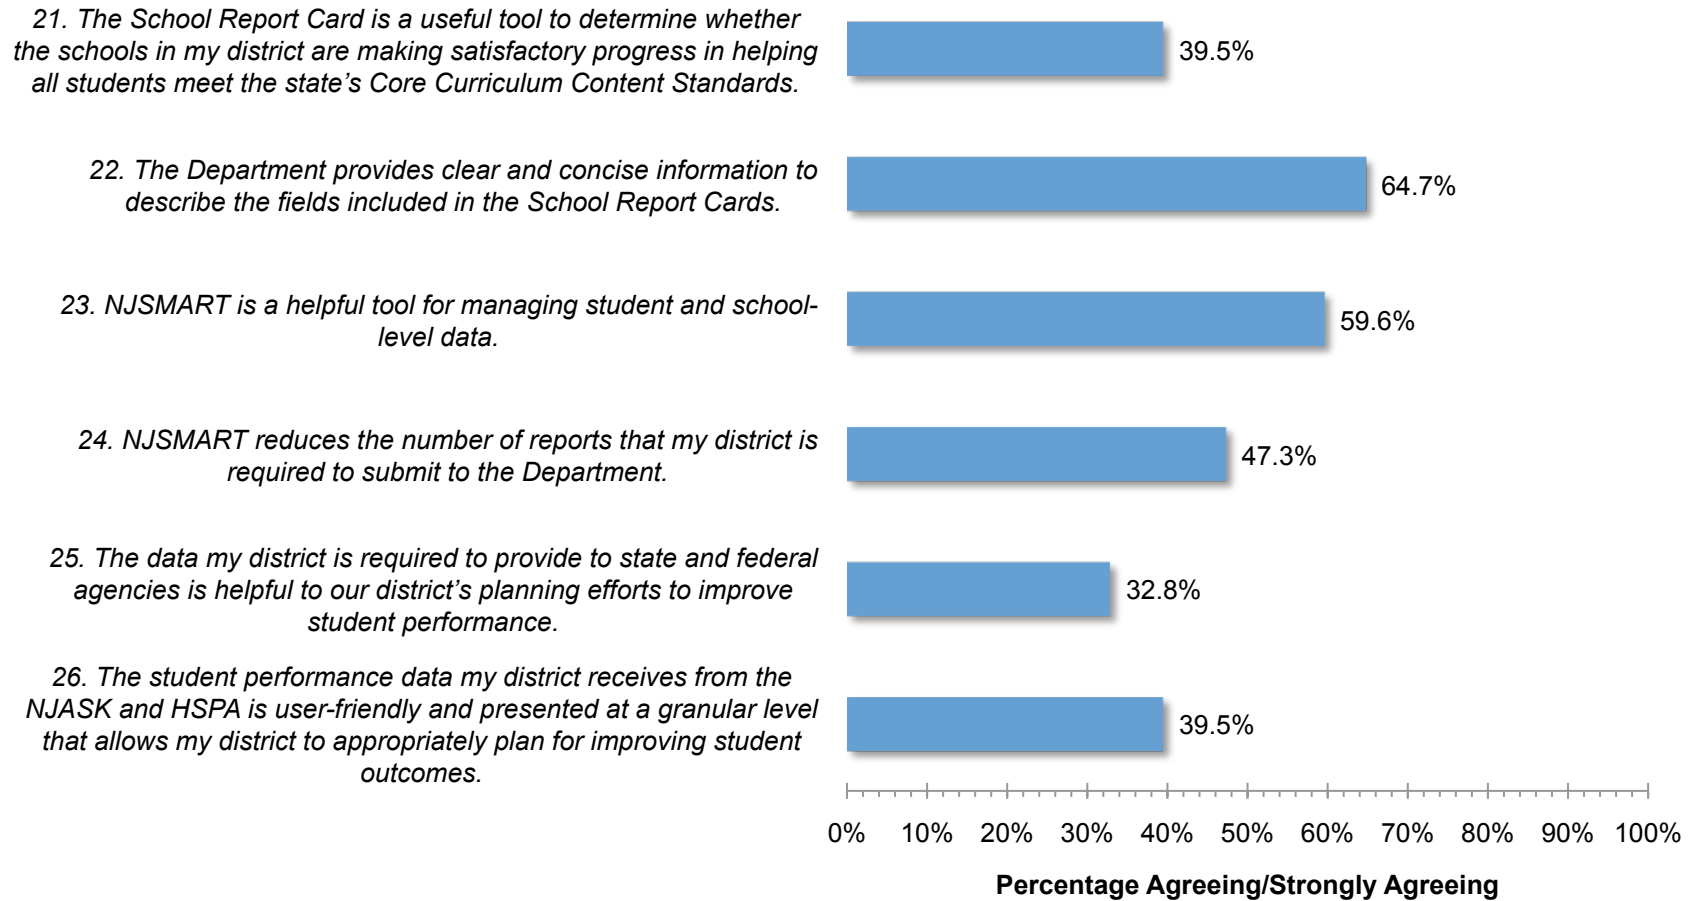 21. The School Report Card is a useful tool to determine whether
the schools in my district are making satisfactory progress in helping
all students meet the state’s Core Curriculum Content Standards.
39.5%
22. The Department provides clear and concise information to
describe the fields included in the School Report Cards.
64.7%
23. NJSMART is a helpful tool for managing student and school-
level data.
59.6%
24. NJSMART reduces the number of reports that my district is
required to submit to the Department.
47.3%
25. The data my district is required to provide to state and federal
agencies is helpful to our district’s planning efforts to improve
student performance.
32.8%
26. The student performance data my district receives from the
NJASK and HSPA is user-friendly and presented at a granular level
that allows my district to appropriately plan for improving student
outcomes.
39.5%
0% 10% 20% 30% 40% 50% 60% 70% 80% 90% 100%
Percentage Agreeing/Strongly Agreeing